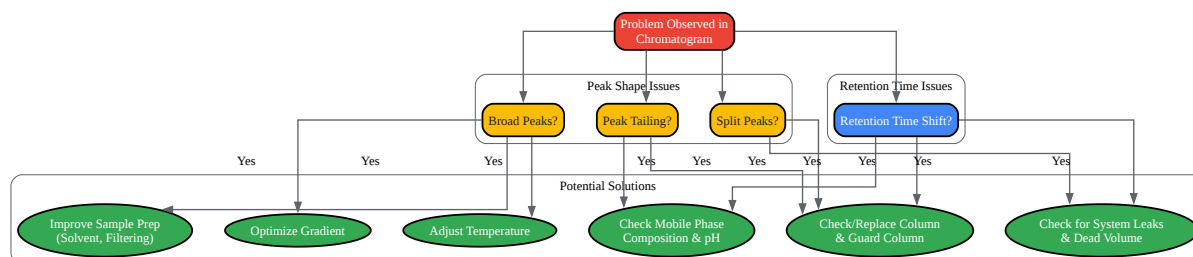 Problem Observed in
Chromatogram
Peak Shape Issues
Retention Time Issues
Broad Peaks?
Peak Tailing?
Split Peaks?
Retention Time Shift?
Yes
Yes
Yes
Yes
Yes
Yes
Yes
Yes
Yes
Yes
Potential Solutions
Improve Sample Prep
(Solvent, Filtering)
Optimize Gradient
Adjust Temperature
Check Mobile Phase
Composition & pH
Check/Replace Column
& Guard Column
Check for System Leaks
& Dead Volume